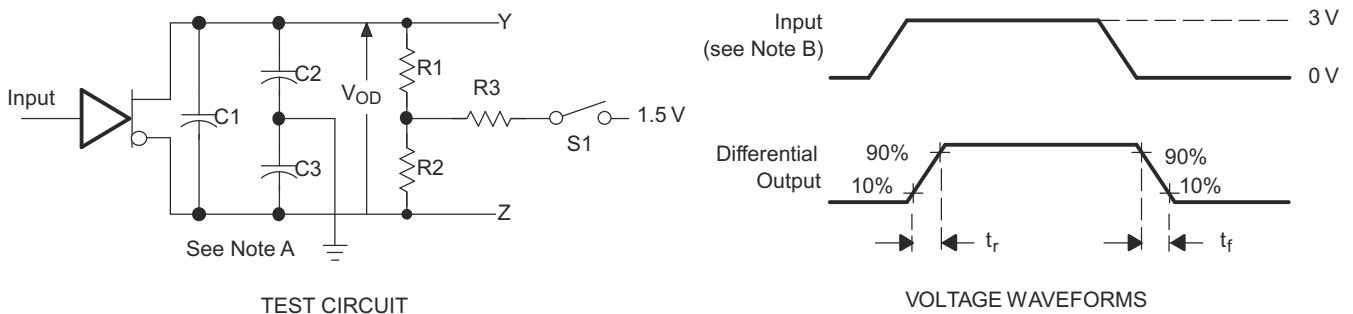 Input
C1
C2
C3
See Note A
V_OD
Y
R1
R2
Z
R3
S1
1.5 V
TEST CIRCUIT
Input
(see Note B)
3 V
0 V
Differential
Output
90%
10%
90%
10%
t_r
t_f
VOLTAGE WAVEFORMS